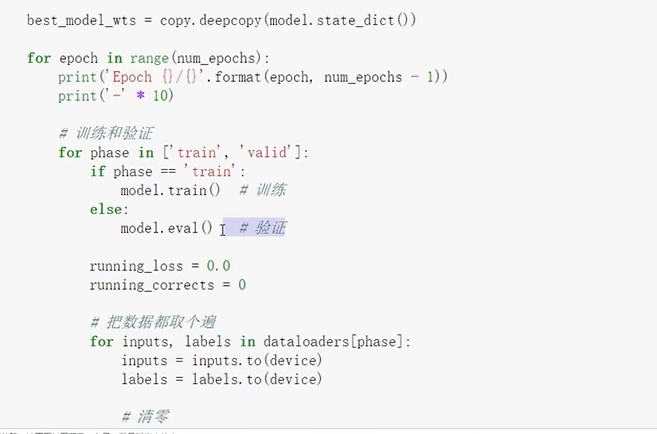 best_model_wts = copy.deepcopy(model.state_dict())
for epoch in range(num_epochs):
print('Epoch {}/{}'.format(epoch, num_epochs - 1))
print('-' * 10)
# 训练和验证
for phase in ['train', 'valid']:
if phase == 'train':
model.train()  # 训练
else:
model.eval()  # 验证
running_loss = 0.0
running_corrects = 0
# 把数据都取个遍
for inputs, labels in dataloaders[phase]:
inputs = inputs.to(device)
labels = labels.to(device)
# 清零